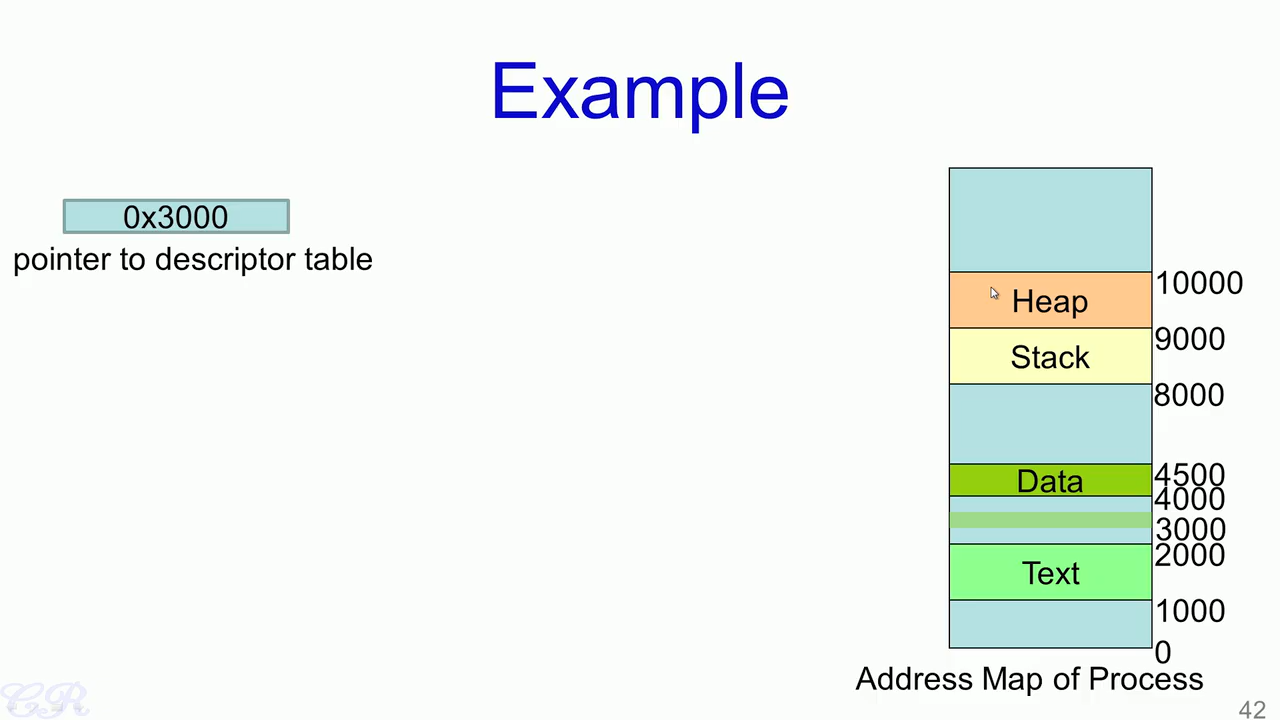 Example
0x3000
pointer to descriptor table
10000
Heap
9000
Stack
8000
4500
Data
4000
3000
2000
Text
1000
0
Address Map of Process
CR
42